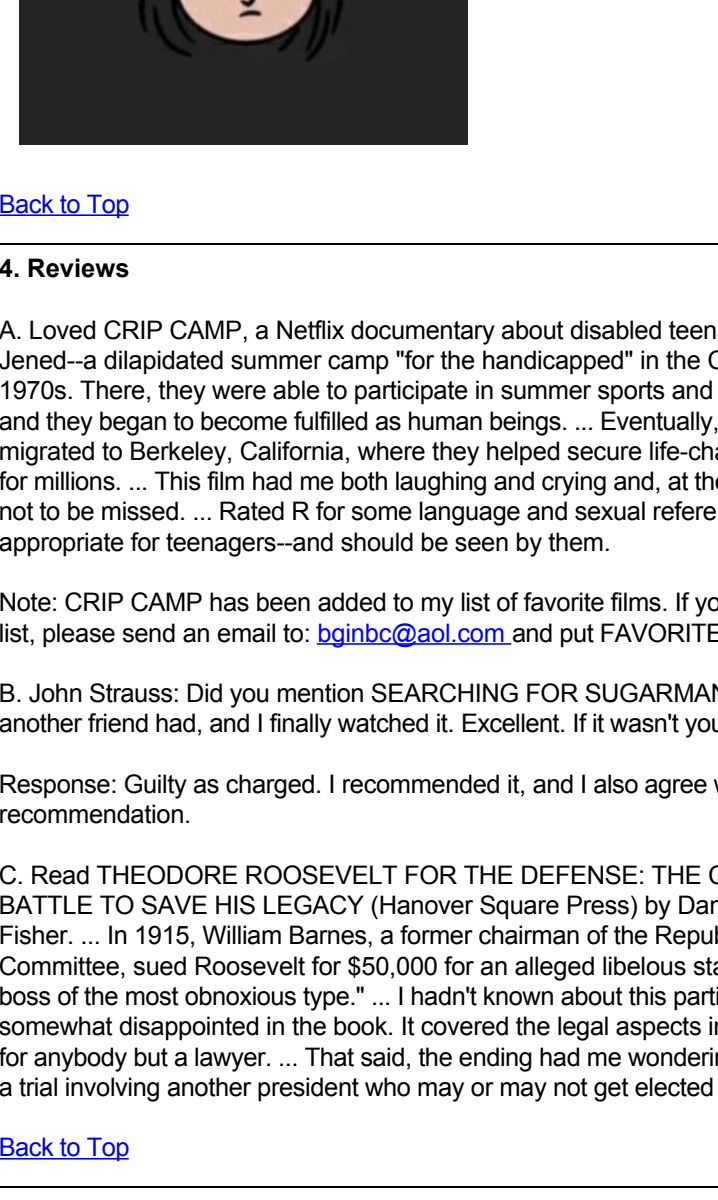 Back to Top
4. Reviews
A. Loved CRIP CAMP, a Netflix documentary about disabled teen
Jened--a dilapidated summer camp "for the handicapped" in the
1970s. There, they were able to participate in summer sports and
and they began to become fulfilled as human beings. ... Eventually,
migrated to Berkeley, California, where they helped secure
for millions. ... This film had me both laughing and crying and, at
not to be missed. ... Rated R for some language and sexual
appropriate for teenagers--and should be seen by them.
Note: CRIP CAMP has been added to my list of favorite films. If
list, please send an email to: bginbc@aol.com and put FAVORITE
B. John Strauss: Did you mention SEARCHING FOR SUGARMAN
another friend had, and I finally watched it. Excellent. If it wasn't you
Response: Guilty as charged. I recommended it, and I also agree
recommendation.
C. Read THEODORE ROOSEVELT FOR THE DEFENSE: THE
BATTLE TO SAVE HIS LEGACY (Hanover Square Press) by Dan
Fisher. ... In 1915, William Barnes, a former chairman of the
Committee, sued Roosevelt for $50,000 for an alleged libelous
boss of the most obnoxious type." ... I hadn't known about this
somewhat disappointed in the book. It covered the legal aspects
for anybody but a lawyer. ... That said, the ending had me
a trial involving another president who may or may not get elected
Back to Top